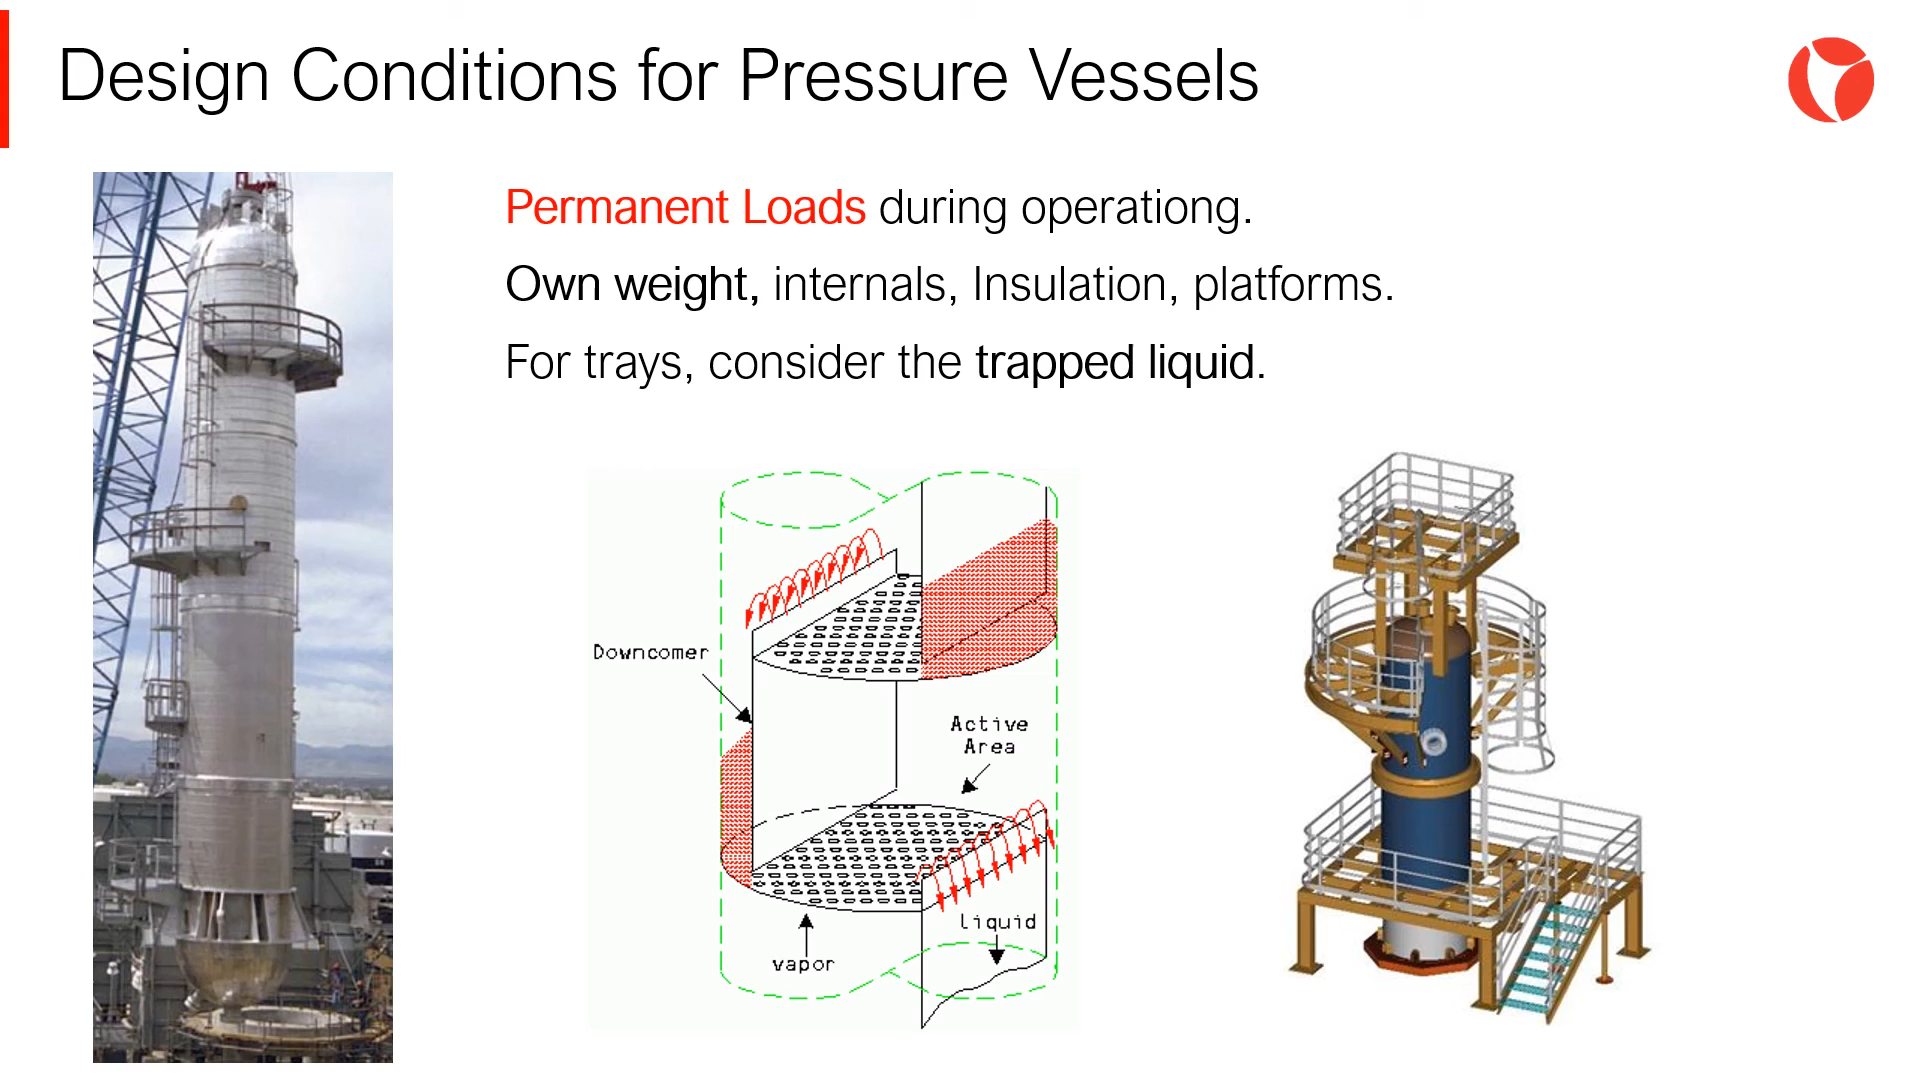 Design Conditions for Pressure Vessels
Permanent Loads during operationg.
Own weight, internals, Insulation, platforms.
For trays, consider the trapped liquid.
Downcomer
Active
Area
liquid
vapor